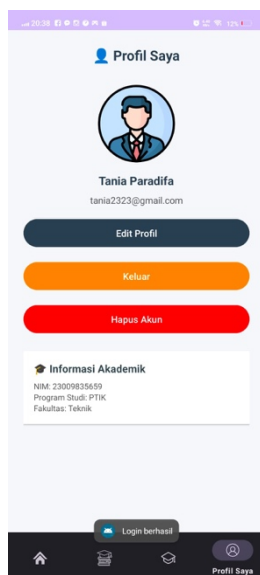 20:38
12%
Profil Saya
Tania Paradifa
tania2323@gmail.com
Edit Profil
Keluar
Hapus Akun
Informasi Akademik
NIM: 23009835659
Program Studi: PTIK
Fakultas: Teknik
Login berhasil
Profil Saya